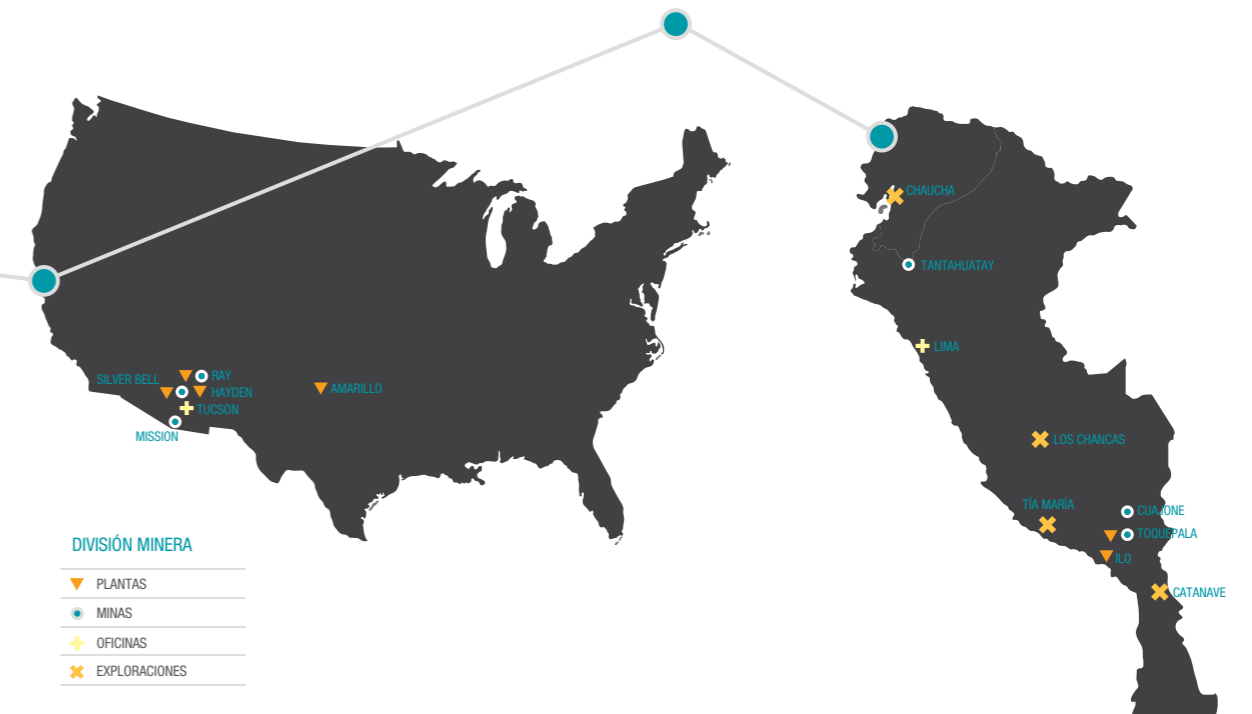 CHAUCHA
TANTAHUATAY
LIMA
RAY
SILVER BELL
HAYDEN
AMARILLO
TUCSON
MISSION
LOS CHANCAS
TÍA MARÍA
CUAJONE
TOQUEPALA
ILO
CATANAVE
DIVISIÓN MINERA
PLANTAS
MINAS
OFICINAS
EXPLORACIONES